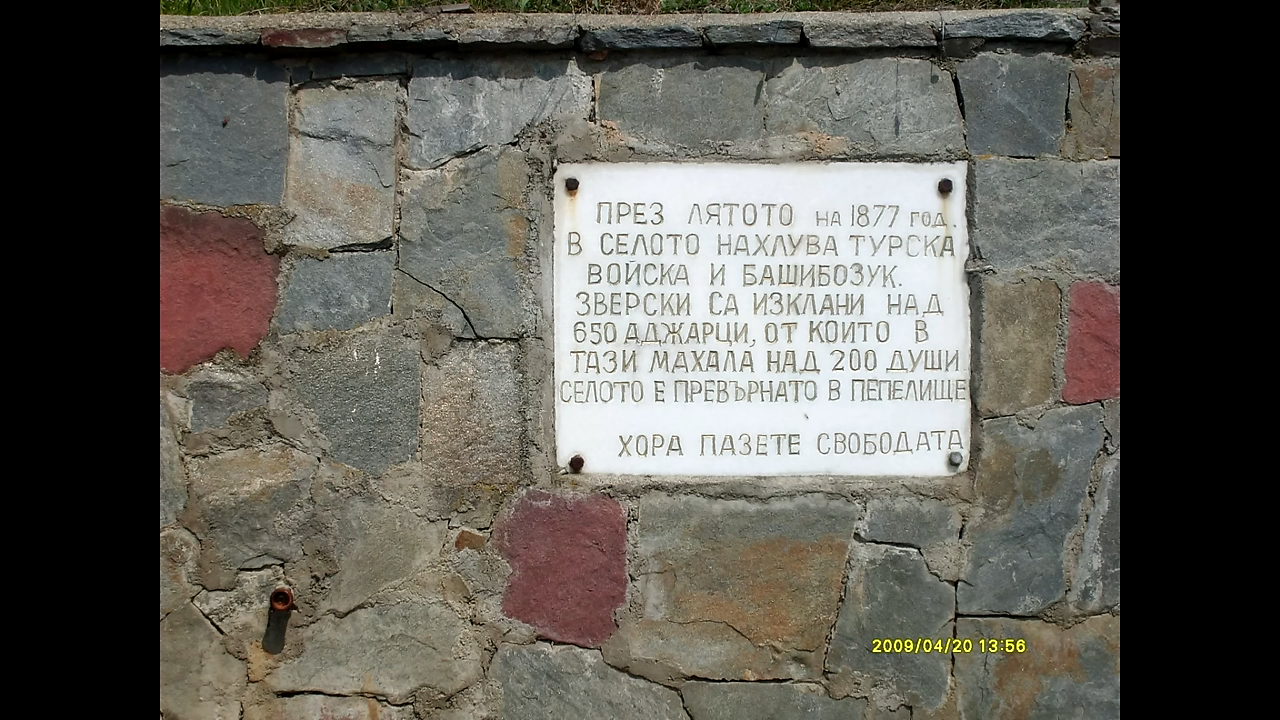 ПРЕЗ ЛЯТОТО НА 1877 ГОД.
В СЕЛОТО НАХЛУВА ТУРСКА
ВОЙСКА И БАШИБОЗУК.
ЗВЕРСКИ СА ИЗКЛАНИ НАД
650 АДЖАРЦИ, ОТ КОИТО В
ТАЗИ МАХАЛА НАД 200 ДУШИ
СЕЛОТО Е ПРЕВЪРНАТО В ПЕПЕЛИЩЕ
ХОРА ПАЗЕТЕ СВОБОДАТА
2009/04/20 13:56